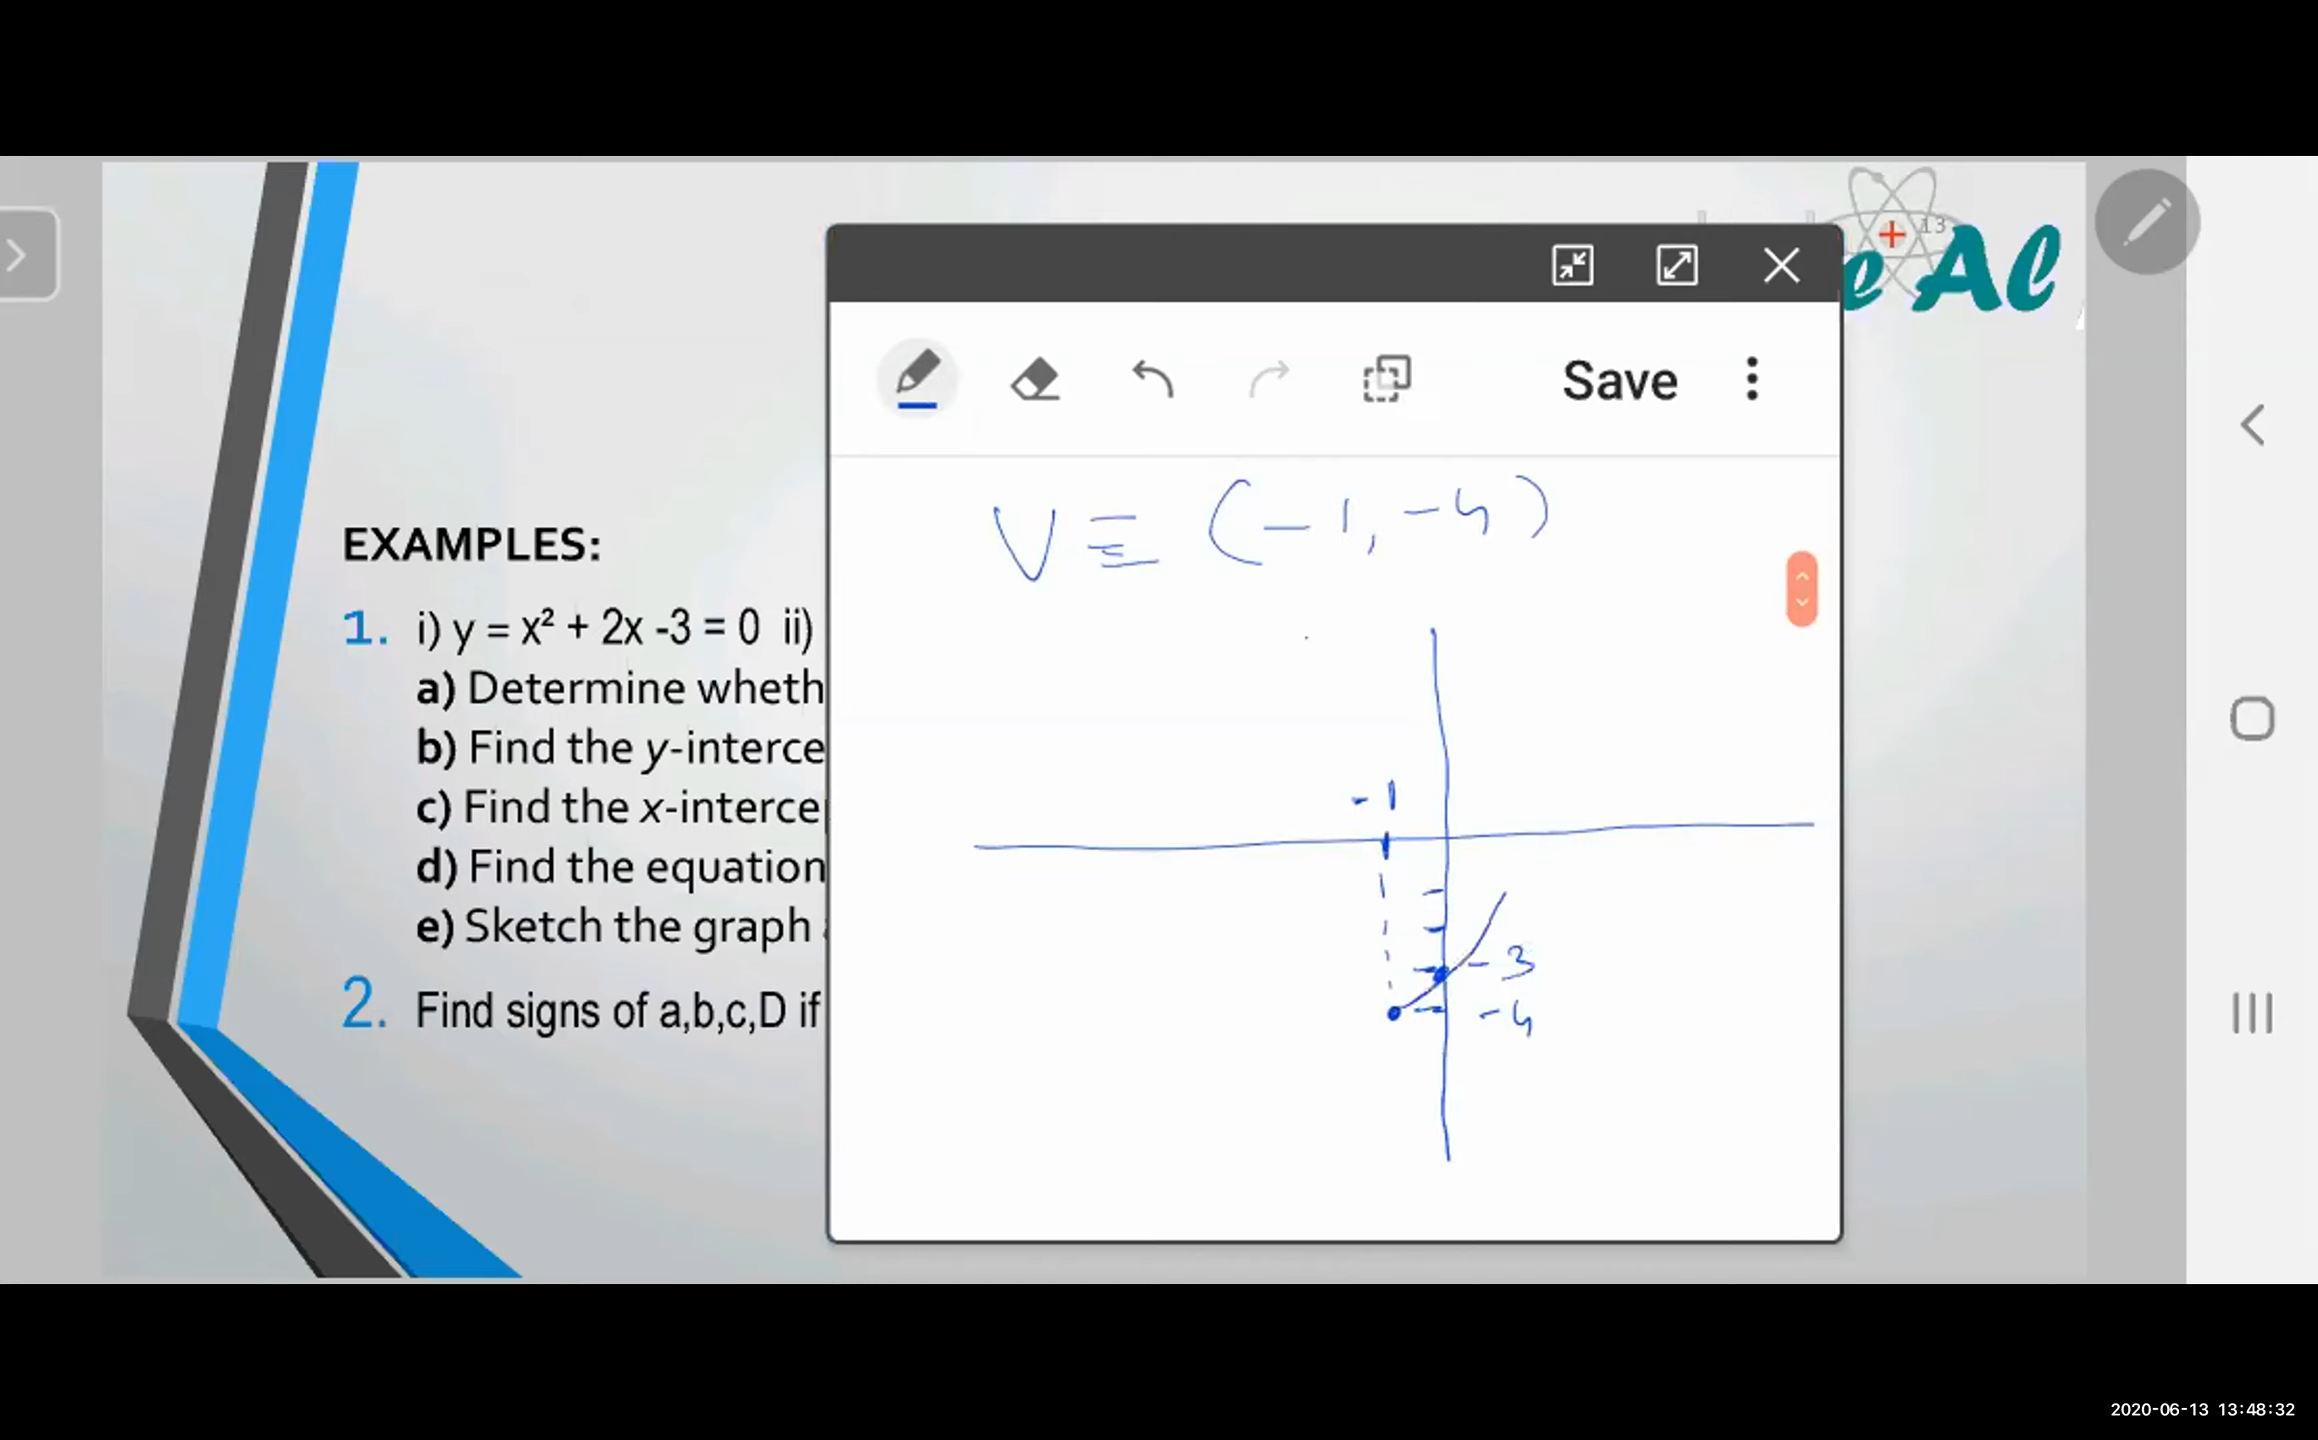 13
e Al
Save
V ≡ (-1, -4)
EXAMPLES:
1. i) y = x² + 2x -3 = 0 ii)
a) Determine wheth
b) Find the y-interce
c) Find the x-interce
d) Find the equation
e) Sketch the graph
2. Find signs of a,b,c,D if
-1
-3
-4
2020-06-13 13:48:32